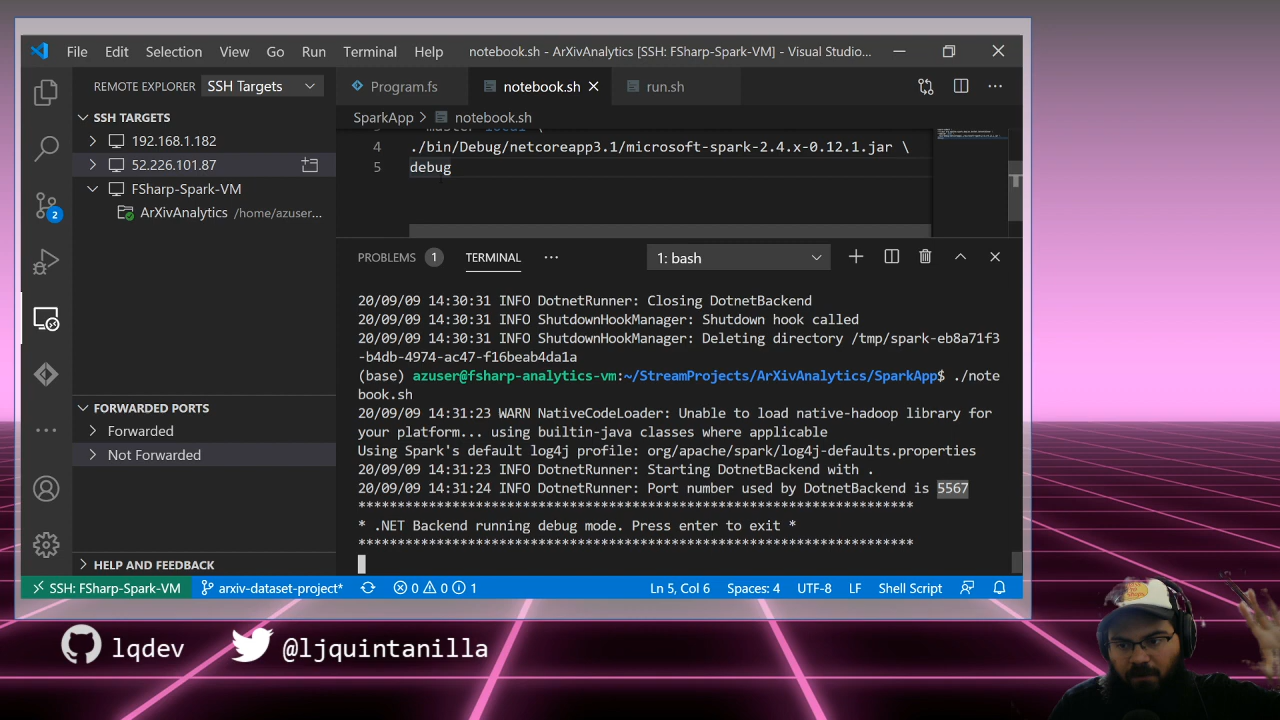 File Edit Selection View Go Run Terminal Help notebook.sh - ArXivAnalytics [SSH: FSharp-Spark-VM] - Visual Studio...
REMOTE EXPLORER SSH Targets
Program.fs notebook.sh run.sh
SSH TARGETS
SparkApp > notebook.sh
192.168.1.182
52.226.101.87
FSharp-Spark-VM
ArXivAnalytics /home/azuser...
4 ./bin/Debug/netcoreapp3.1/microsoft-spark-2.4.x-0.12.1.jar \
5 debug
2
PROBLEMS 1 TERMINAL ... 1: bash
20/09/09 14:30:31 INFO DotnetRunner: Closing DotnetBackend
20/09/09 14:30:31 INFO ShutdownHookManager: Shutdown hook called
20/09/09 14:30:31 INFO ShutdownHookManager: Deleting directory /tmp/spark-eb8a71f3
-b4db-4974-ac47-f16beab4da1a
(base) azuser@fsharp-analytics-vm:~/StreamProjects/ArXivAnalytics/SparkApp$ ./note
book.sh
20/09/09 14:31:23 WARN NativeCodeLoader: Unable to load native-hadoop library for
your platform... using builtin-java classes where applicable
Using Spark's default log4j profile: org/apache/spark/log4j-defaults.properties
20/09/09 14:31:23 INFO DotnetRunner: Starting DotnetBackend with .
20/09/09 14:31:24 INFO DotnetRunner: Port number used by DotnetBackend is 5567
***********************************************************************
* .NET Backend running debug mode. Press enter to exit *
***********************************************************************
FORWARDED PORTS
Forwarded
Not Forwarded
HELP AND FEEDBACK
SSH: FSharp-Spark-VM arxiv-dataset-project* 0 0 1 Ln 5, Col 6 Spaces: 4 UTF-8 LF Shell Script
lqdev @ljquintanilla